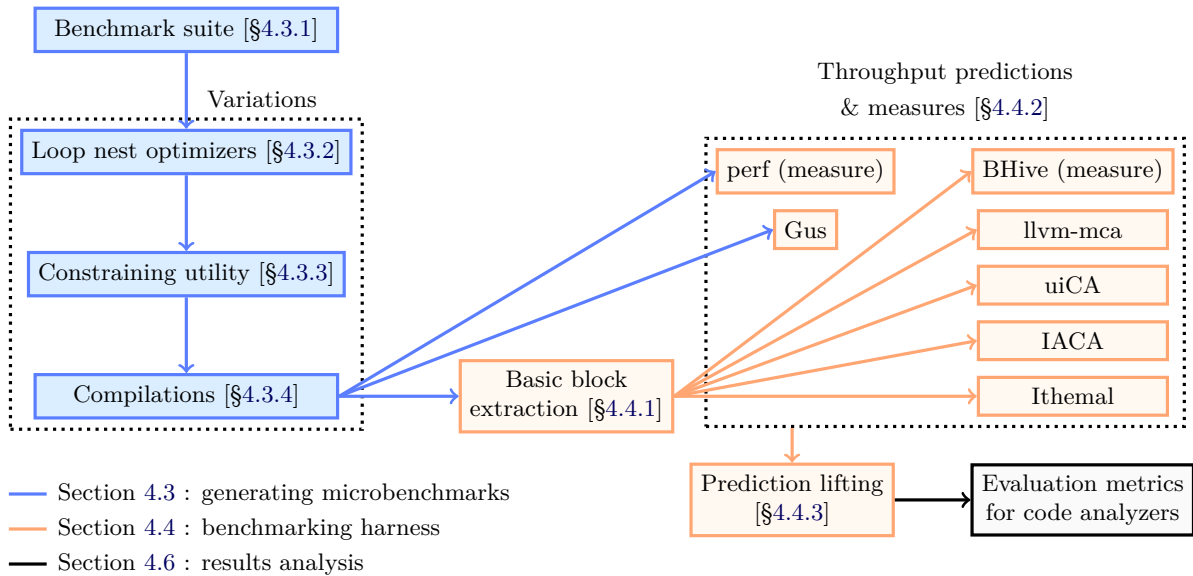 Benchmark suite [§4.3.1]
Variations
Loop nest optimizers [§4.3.2]
Constraining utility [§4.3.3]
Compilations [§4.3.4]
Throughput predictions
& measures [§4.4.2]
perf (measure)
Gus
BHive (measure)
llvm-mca
uiCA
IACA
Ithemal
Basic block
extraction [§4.4.1]
Prediction lifting
[§4.4.3]
Evaluation metrics
for code analyzers
Section 4.3 : generating microbenchmarks
Section 4.4 : benchmarking harness
Section 4.6 : results analysis